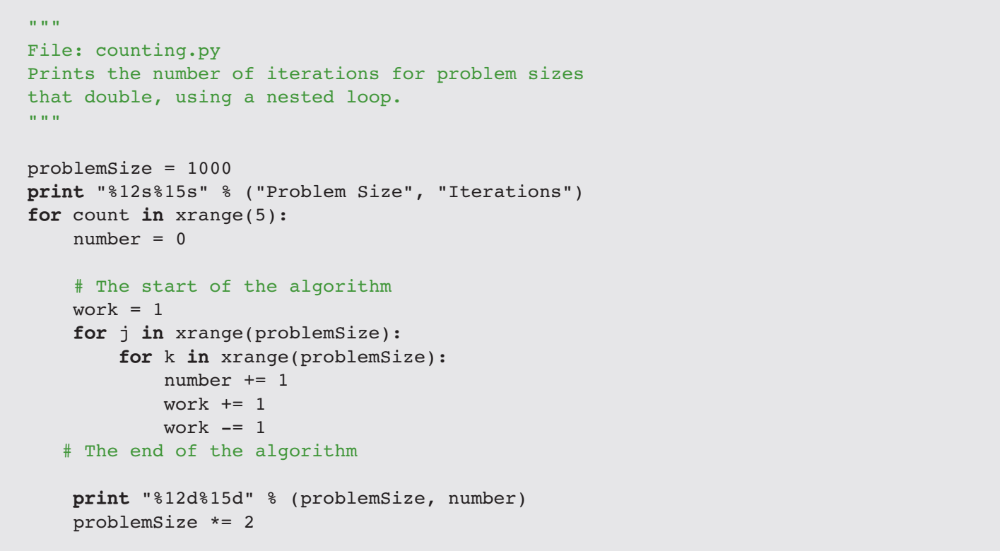 """
File: counting.py
Prints the number of iterations for problem sizes
that double, using a nested loop.
"""

problemSize = 1000
print "%12s%15s" % ("Problem Size", "Iterations")
for count in xrange(5):
    number = 0

    # The start of the algorithm
    work = 1
    for j in xrange(problemSize):
        for k in xrange(problemSize):
            number += 1
            work += 1
            work -= 1
   # The end of the algorithm

    print "%12d%15d" % (problemSize, number)
    problemSize *= 2